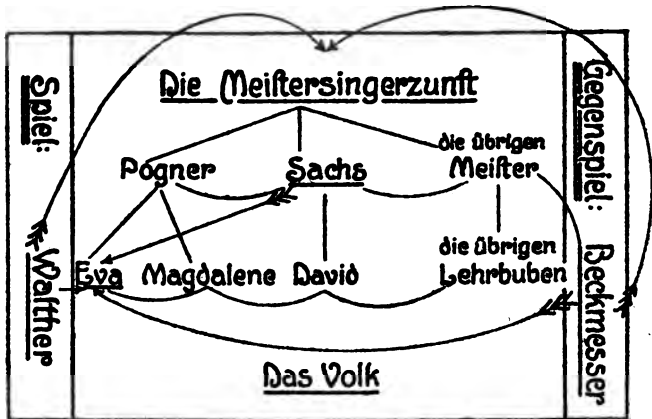 Spiel:
Walther
Die Meistersingerzunft
Pogner
Sachs
die übrigen
Meister
Eva
Magdalene
David
die übrigen
Lehrbuben
Das Volk
Gegenspiel:
Beckmesser